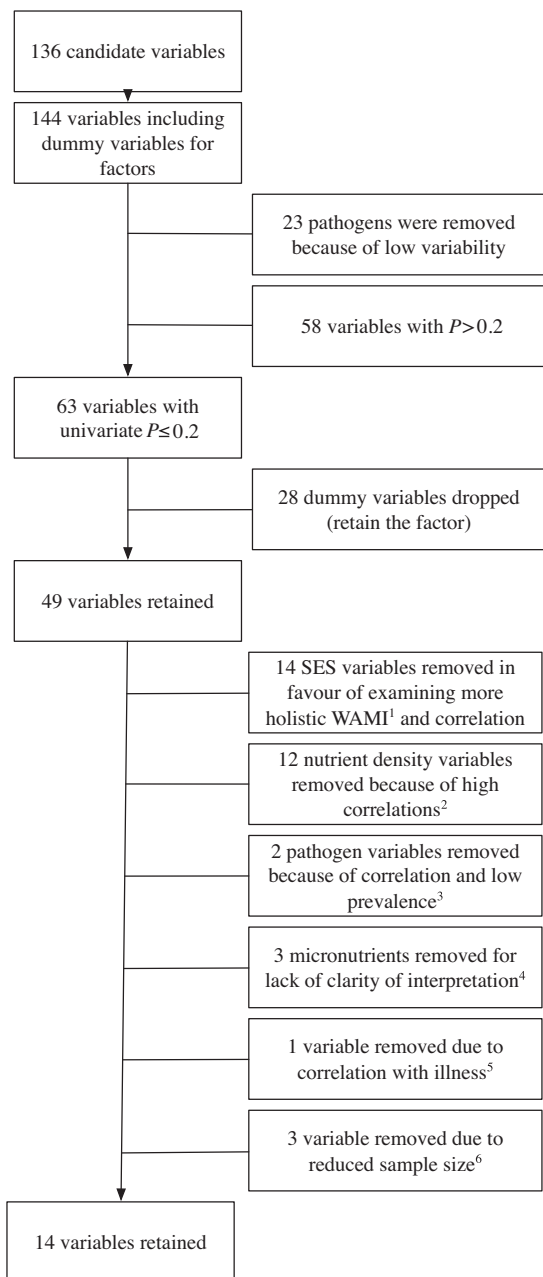 136 candidate variables
144 variables including
dummy variables for
factors
23 pathogens were removed
because of low variability
58 variables with P>0.2
63 variables with
univariate P≤0.2
28 dummy variables dropped
(retain the factor)
49 variables retained
14 SES variables removed in
favour of examining more
holistic WAMI¹ and correlation
12 nutrient density variables
removed because of high
correlations²
2 pathogen variables removed
because of correlation and low
prevalence³
3 micronutrients removed for
lack of clarity of interpretation⁴
1 variable removed due to
correlation with illness⁵
3 variable removed due to
reduced sample size⁶
14 variables retained